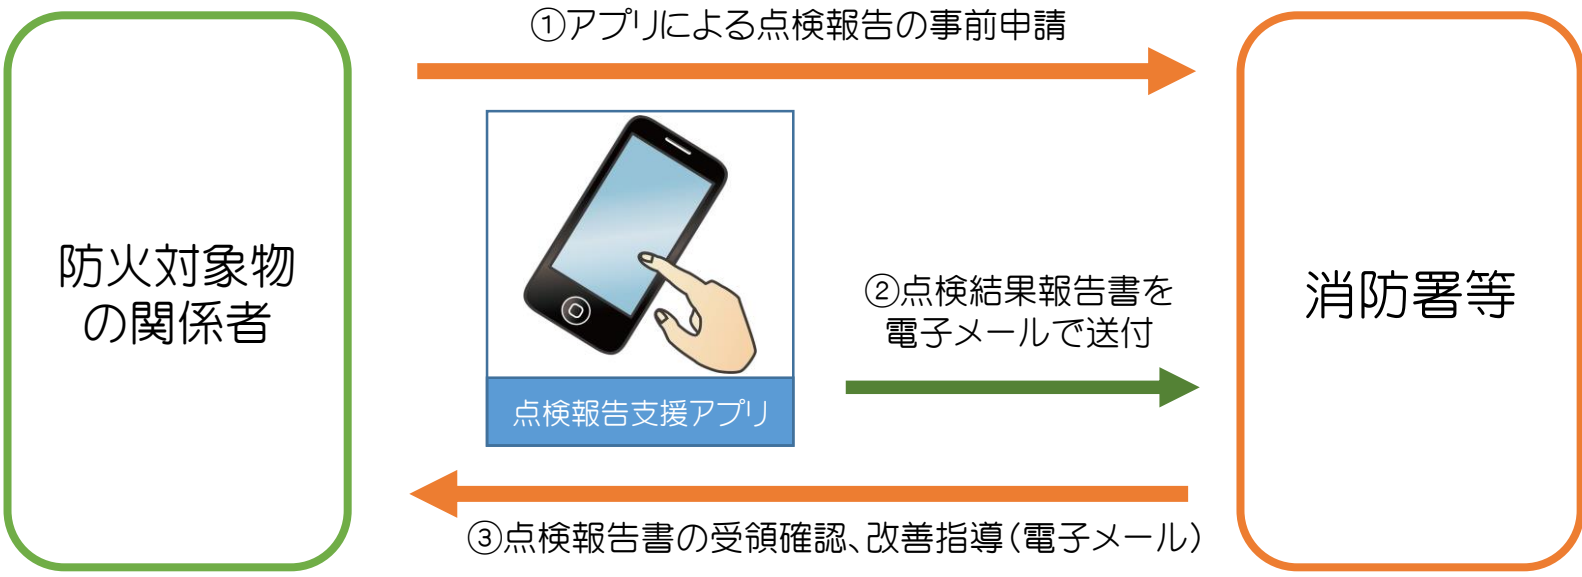 ①アプリによる点検報告の事前申請
防火対象物
の関係者
点検報告支援アプリ
②点検結果報告書を
電子メールで送付
消防署等
③点検報告書の受領確認、改善指導（電子メール）